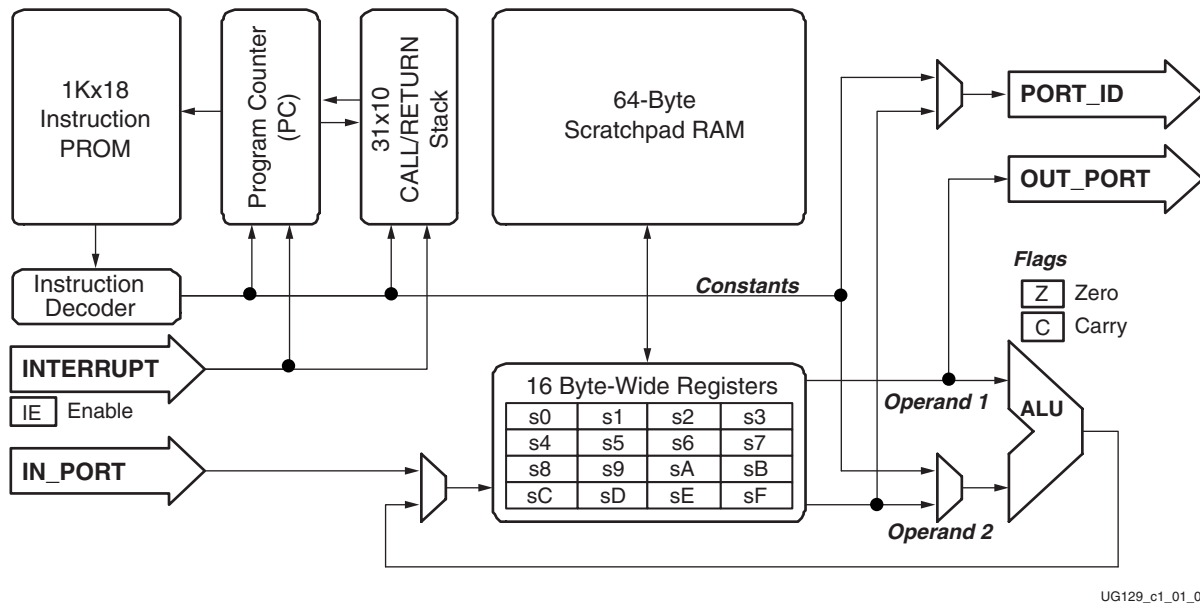 1Kx18
Instruction
PROM
Program Counter
(PC)
31x10
CALL/RETURN
Stack
64-Byte
Scratchpad RAM
PORT_ID
OUT_PORT
Instruction
Decoder
Constants
Flags
Z Zero
C Carry
INTERRUPT
IE Enable
16 Byte-Wide Registers
s0 s1 s2 s3
s4 s5 s6 s7
s8 s9 sA sB
sC sD sE sF
Operand 1
ALU
IN_PORT
Operand 2
UG129_c1_01_0